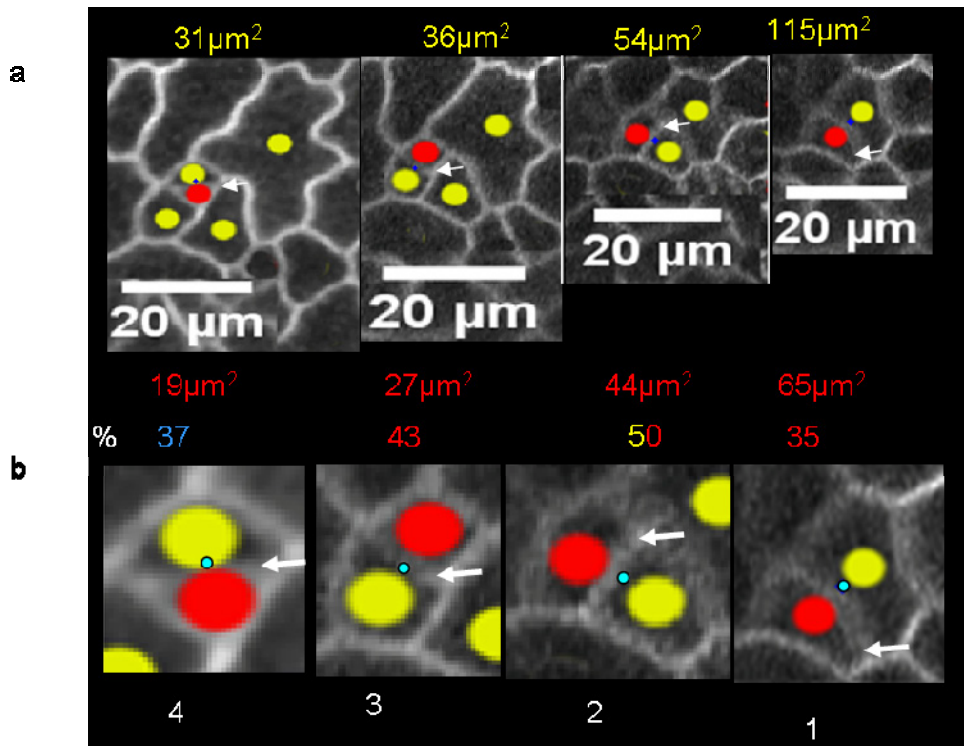 31µm² 36µm² 54µm² 115µm²
a
20 µm 20 µm 20 µm 20 µm
19µm² 27µm² 44µm² 65µm²
% 37 43 50 35
b
4 3 2 1